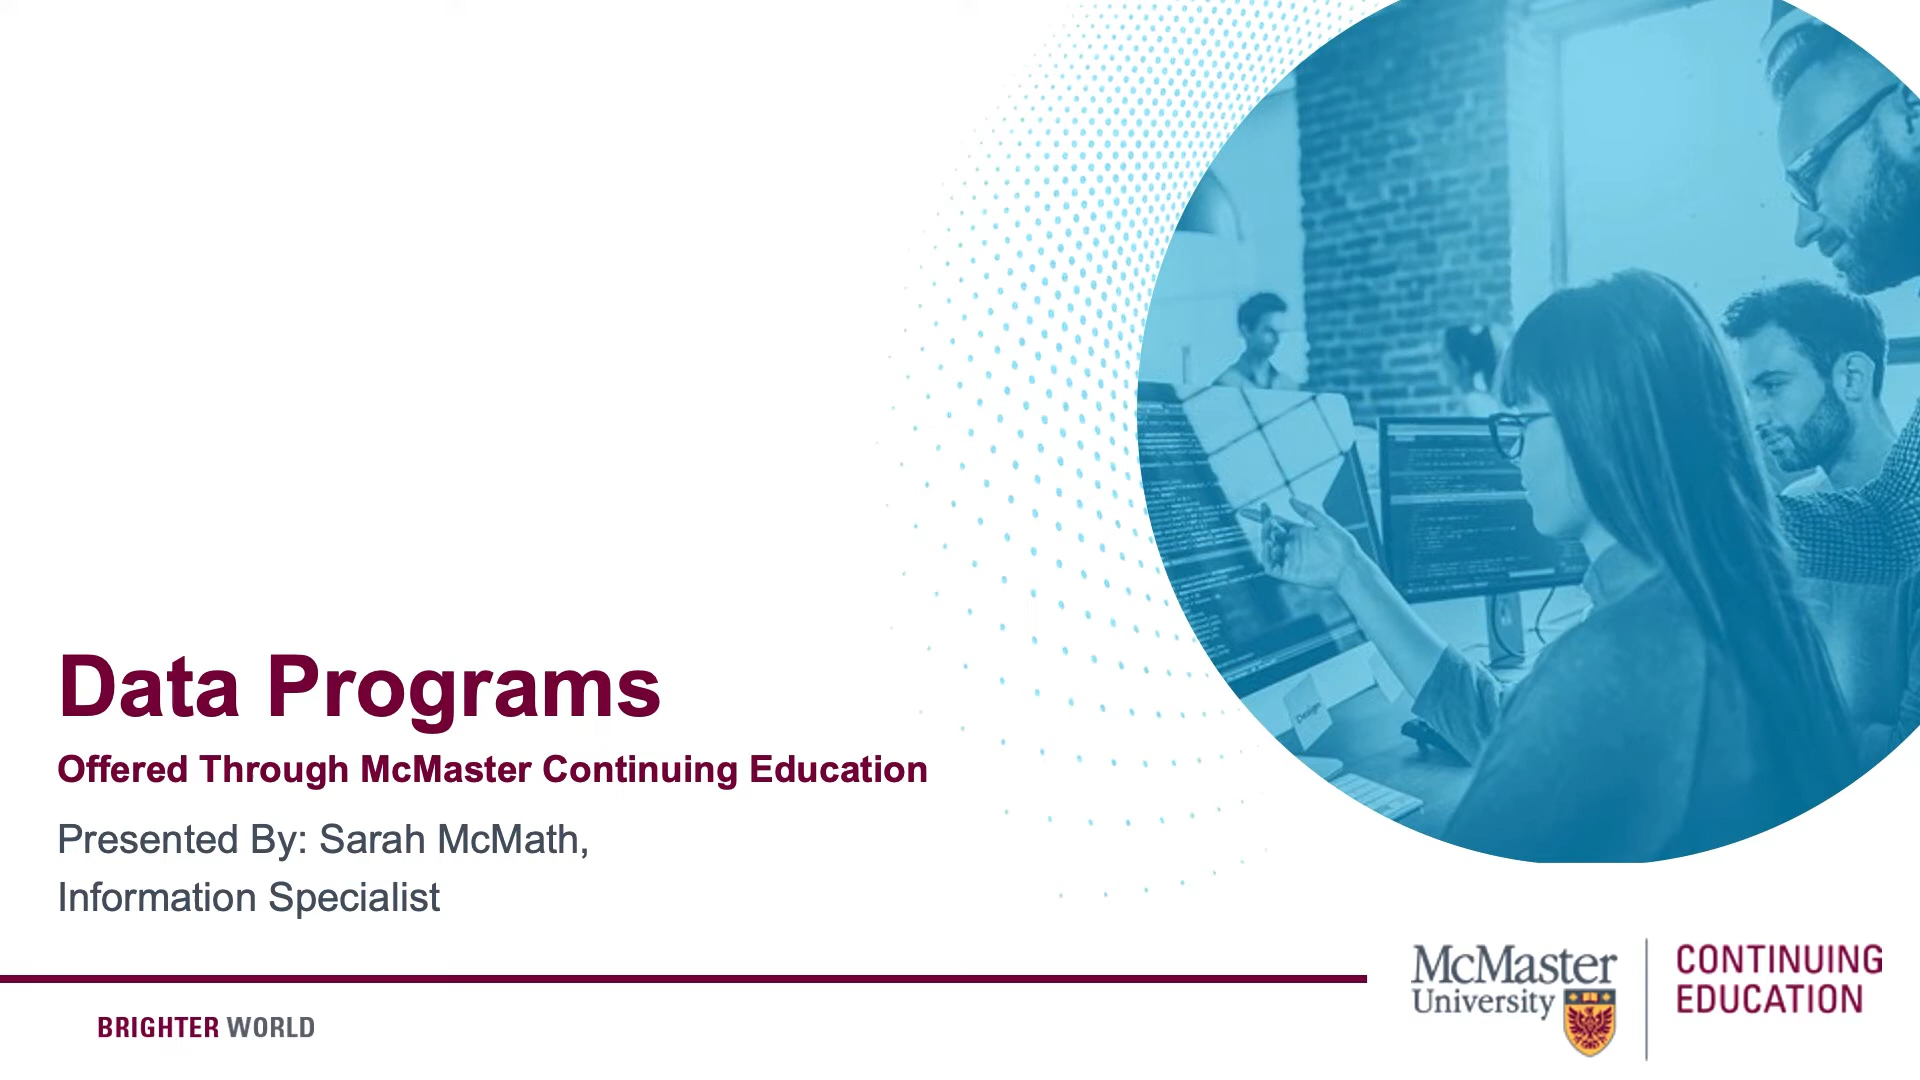 Data Programs
Offered Through McMaster Continuing Education
Presented By: Sarah McMath,
Information Specialist
BRIGHTER WORLD
McMaster
University
CONTINUING
EDUCATION
Design